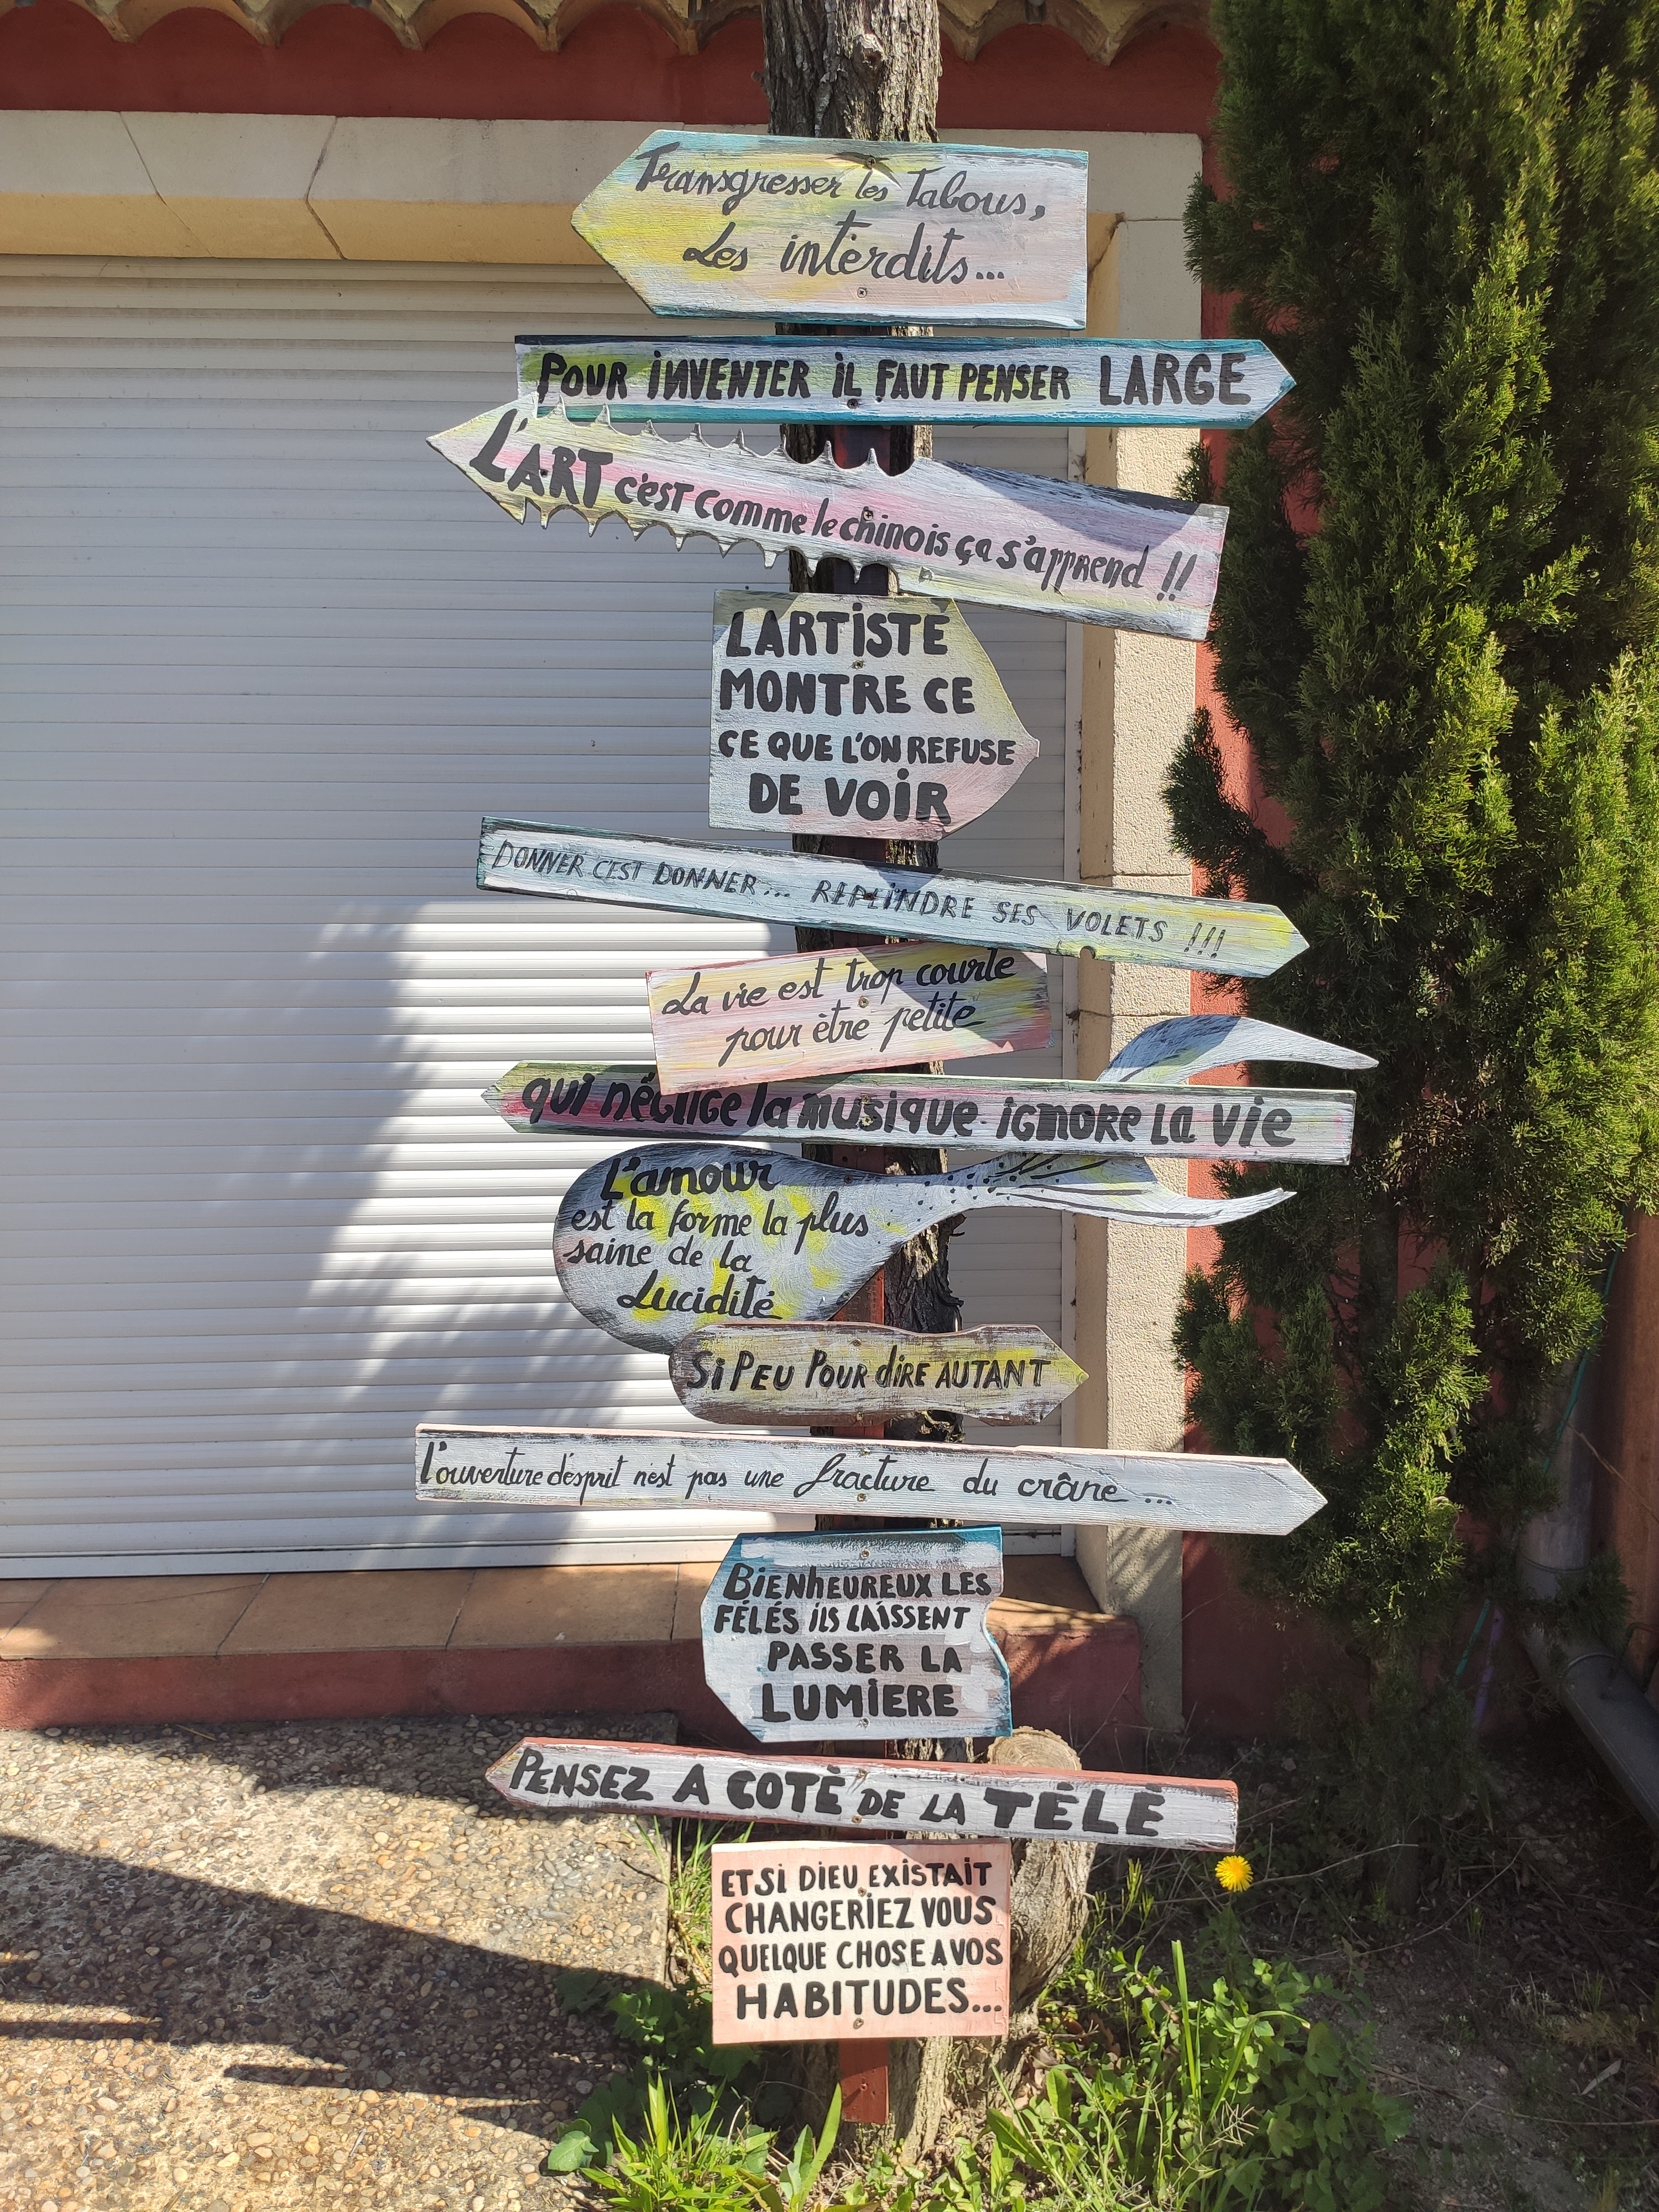 Transgresser les Tabous,
Les interdits...
POUR INVENTER IL FAUT PENSER LARGE
L'ART c'est comme le chinois ça s'apprend !!
L'ARTISTE
MONTRE CE
CE QUE L'ON REFUSE
DE VOIR
DONNER C'EST DONNER... REPEINDRE SES VOLETS !!!
La vie est trop courte
pour être petite
qui néglige la musique ignore la vie
L'amour
est la forme la plus
saine de la
Lucidité
SI PEU POUR dIRE AUTANT
l'ouverture d'esprit n'est pas une fracture du crâne...
BIENhEUREUX LES
FÉLÉS ILS LAISSENT
PASSER LA
LUMIERE
PENSEZ A COTÉ DE LA TÉLÉ
ET SI DIEU EXISTAIT
CHANGERIEZ VOUS
QUELQUE CHOSE A VOS
HABITUDES...